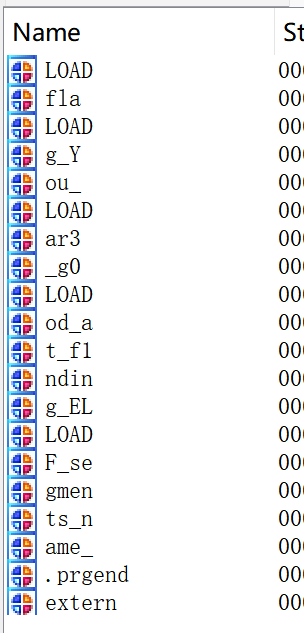 Name St
LOAD 000
fla 000
LOAD 000
g_Y 000
ou_ 000
LOAD 000
ar3 000
_g0 000
LOAD 000
od_a 000
t_f1 000
ndin 000
g_EL 000
LOAD 000
F_se 000
gmen 000
ts_n 000
ame_ 000
.prgend 000
extern 000